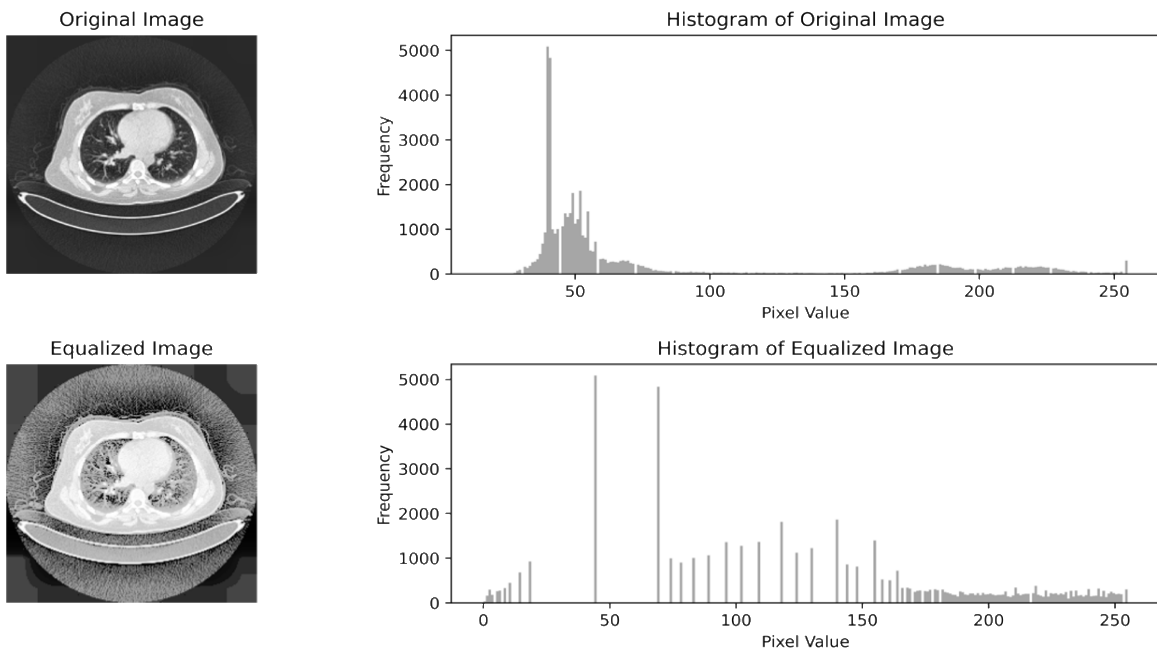 Original Image
Histogram of Original Image
5000
4000
3000
2000
1000
0
Frequency
50 100 150 200 250
Pixel Value
Equalized Image
Histogram of Equalized Image
5000
4000
3000
2000
1000
0
Frequency
0 50 100 150 200 250
Pixel Value